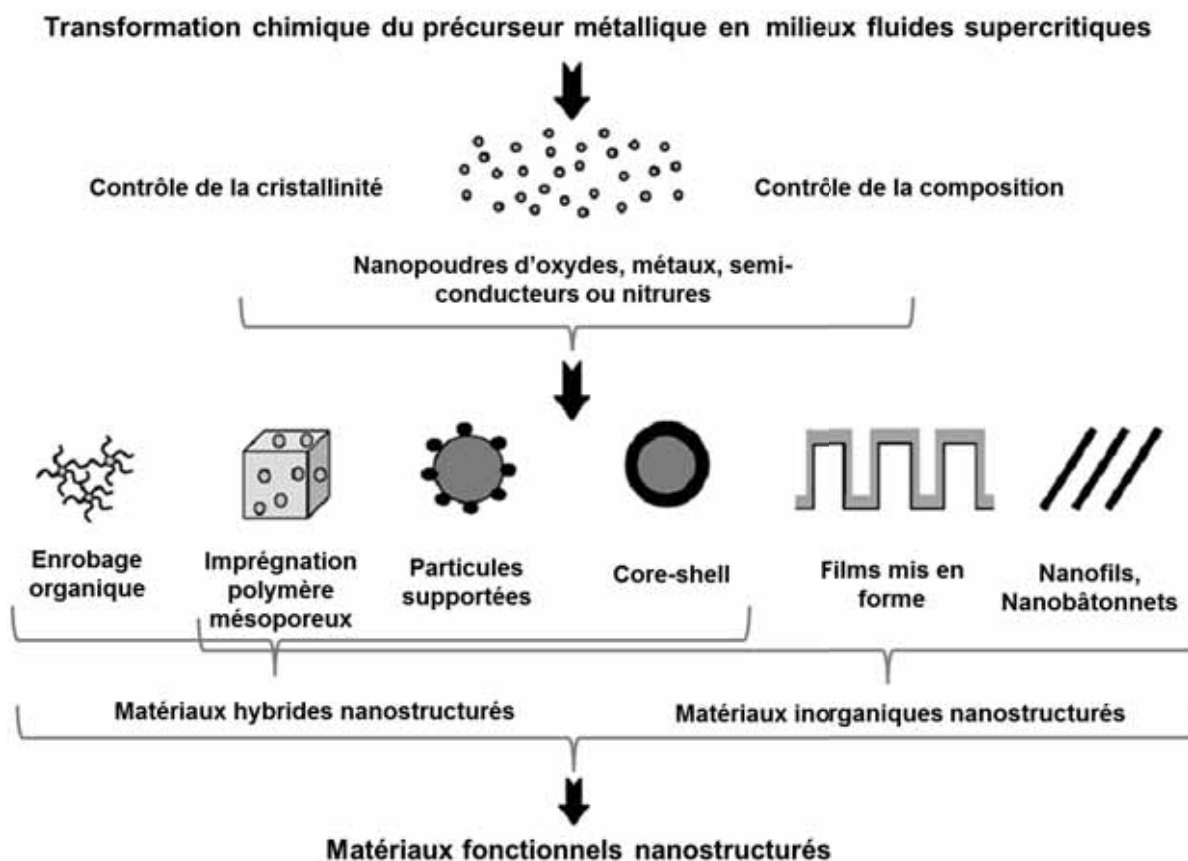 Transformation chimique du précurseur métallique en milieux fluides supercritiques
Contrôle de la cristallinité
Contrôle de la composition
Nanopoudres d'oxydes, métaux, semi-
conducteurs ou nitrures
Enrobage
organique
Imprégnation
polymère
mésoporeux
Particules
supportées
Core-shell
Films mis en
forme
Nanofils,
Nanobâtonnets
Matériaux hybrides nanostructurés
Matériaux inorganiques nanostructurés
Matériaux fonctionnels nanostructurés